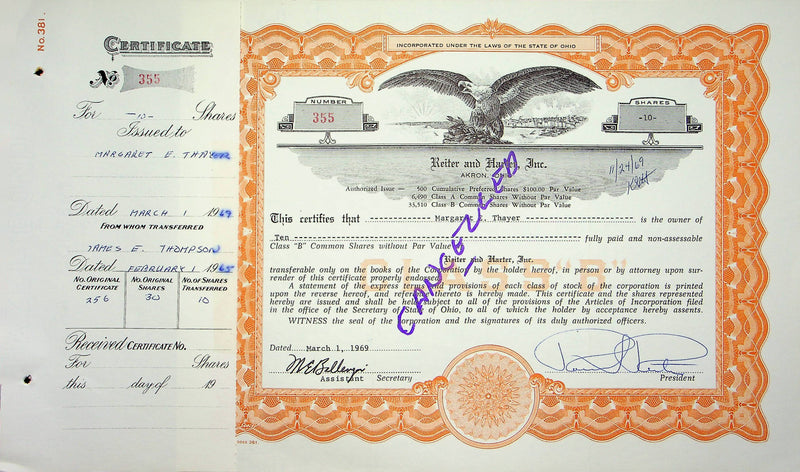 No. 381.
CERTIFICATE
No 355
For -10- Shares
Issued to
MARGARET E. THAYER
Dated MARCH 1 1969
FROM WHOM TRANSFERRED
JAMES E. THOMPSON
Dated FEBRUARY 1 1965
NO. ORIGINAL CERTIFICATE NO. ORIGINAL SHARES NO. OF SHARES TRANSFERRED
256 30 10
Received CERTIFICATE NO.
For Shares
this day of 19
INCORPORATED UNDER THE LAWS OF THE STATE OF OHIO
NUMBER
355
SHARES
-10-
Reiter and Harter, Inc.
AKRON, OHIO
11/24/69
Authorized Issue — 500 Cumulative Preferred Shares $100.00 Par Value
6,490 Class A Common Shares without Par Value
33,510 Class B Common Shares without Par Value
CANCELLED
This certifies that Margaret E. Thayer is the owner of
Ten fully paid and non-assessable
Class "B" Common Shares without Par Value
Reiter and Harter, Inc.
CLASS "B"
transferable only on the books of the Corporation by the holder hereof, in person or by attorney upon sur-
render of this certificate properly endorsed.
A statement of the each class of stock of the corporation is printed
upon the reverse hereof, and reference thereto is hereby made. This certificate and the shares represented
hereby are issued and shall be held subject to all of the provisions of the Articles of Incorporation filed
in the office of the Secretary of State of Ohio, to all of which the holder by acceptance hereby assents.
WITNESS the seal of the corporation and the signatures of its duly authorized officers.
Dated March 1, 1969
Assistant Secretary
President